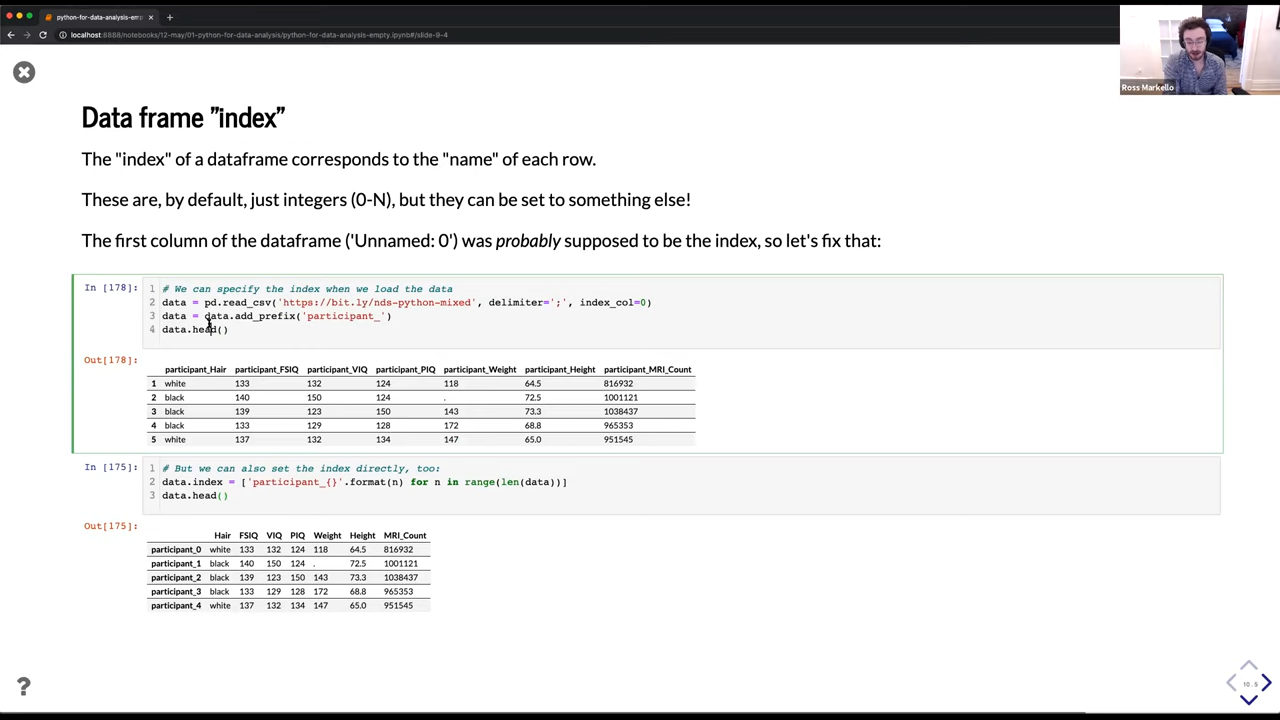 python-for-data-analysis-emp
localhost:8888/notebooks/12-may/01-python-for-data-analysis/python-for-data-analysis-empty.ipynb#/slide-9-4
Ross Markello
Data frame "index"
The "index" of a dataframe corresponds to the "name" of each row.
These are, by default, just integers (0-N), but they can be set to something else!
The first column of the dataframe ('Unnamed: 0') was probably supposed to be the index, so let's fix that:
In [178]:
1 # We can specify the index when we load the data
2 data = pd.read_csv('https://bit.ly/nds-python-mixed', delimiter=';', index_col=0)
3 data = data.add_prefix('participant_')
4 data.head()
Out[178]:
participant_Hair participant_FSIQ participant_VIQ participant_PIQ participant_Weight participant_Height participant_MRI_Count
1 white 133 132 124 118 64.5 816932
2 black 140 150 124 . 72.5 1001121
3 black 139 123 150 143 73.3 1038437
4 black 133 129 128 172 68.8 965353
5 white 137 132 134 147 65.0 951545
In [175]:
1 # But we can also set the index directly, too:
2 data.index = ['participant_{}'.format(n) for n in range(len(data))]
3 data.head()
Out[175]:
Hair FSIQ VIQ PIQ Weight Height MRI_Count
participant_0 white 133 132 124 118 64.5 816932
participant_1 black 140 150 124 . 72.5 1001121
participant_2 black 139 123 150 143 73.3 1038437
participant_3 black 133 129 128 172 68.8 965353
participant_4 white 137 132 134 147 65.0 951545
?
10.5